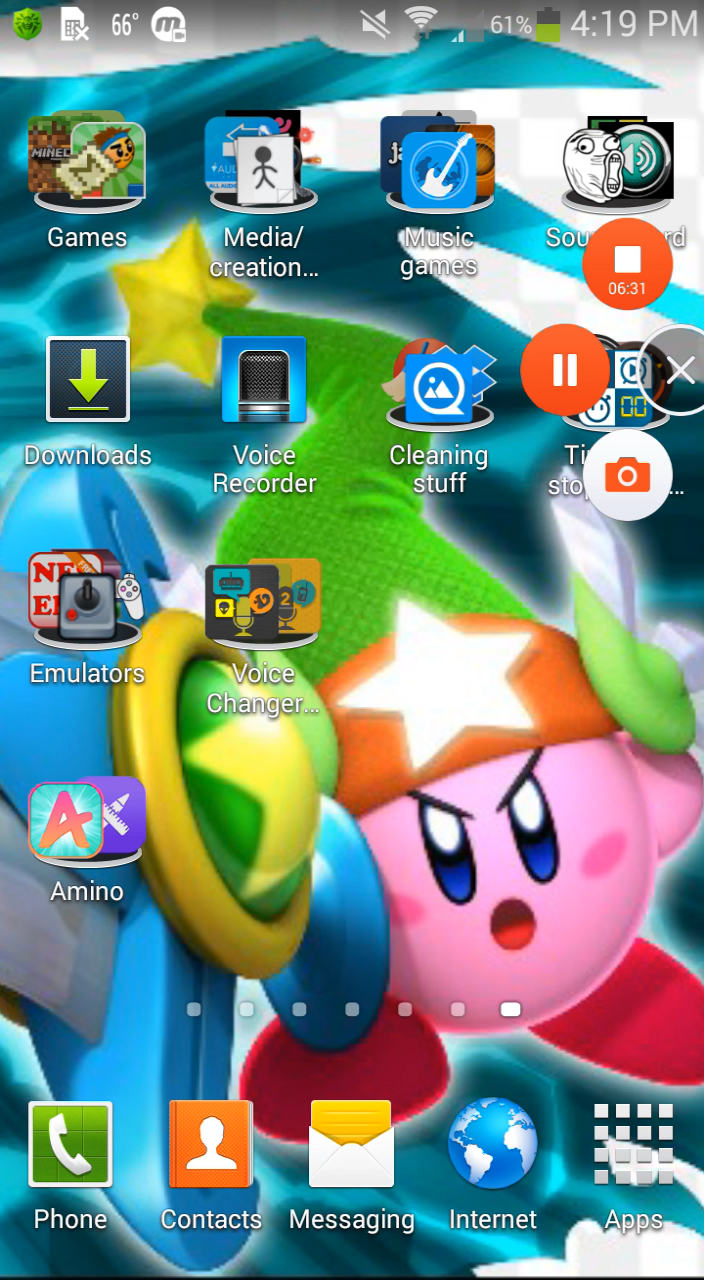 66° 61% 4:19 PM
Games
Media/
creation...
Music
games
06:31
Downloads
Voice
Recorder
Cleaning
stuff
Emulators
Voice
Changer...
Amino
Phone
Contacts
Messaging
Internet
Apps